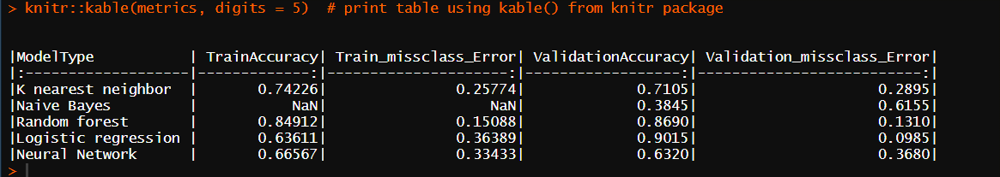 > knitr::kable(metrics, digits = 5)  # print table using kable() from knitr package
|ModelType           | TrainAccuracy| Train_missclass_Error| ValidationAccuracy| Validation_missclass_Error|
|:-------------------|-------------:|---------------------:|------------------:|--------------------------:|
|K nearest neighbor  |       0.74226|               0.25774|             0.7105|                     0.2895|
|Naive Bayes         |           NaN|                   NaN|             0.3845|                     0.6155|
|Random forest       |       0.84912|               0.15088|             0.8690|                     0.1310|
|Logistic regression |       0.63611|               0.36389|             0.9015|                     0.0985|
|Neural Network      |       0.66567|               0.33433|             0.6320|                     0.3680|
>